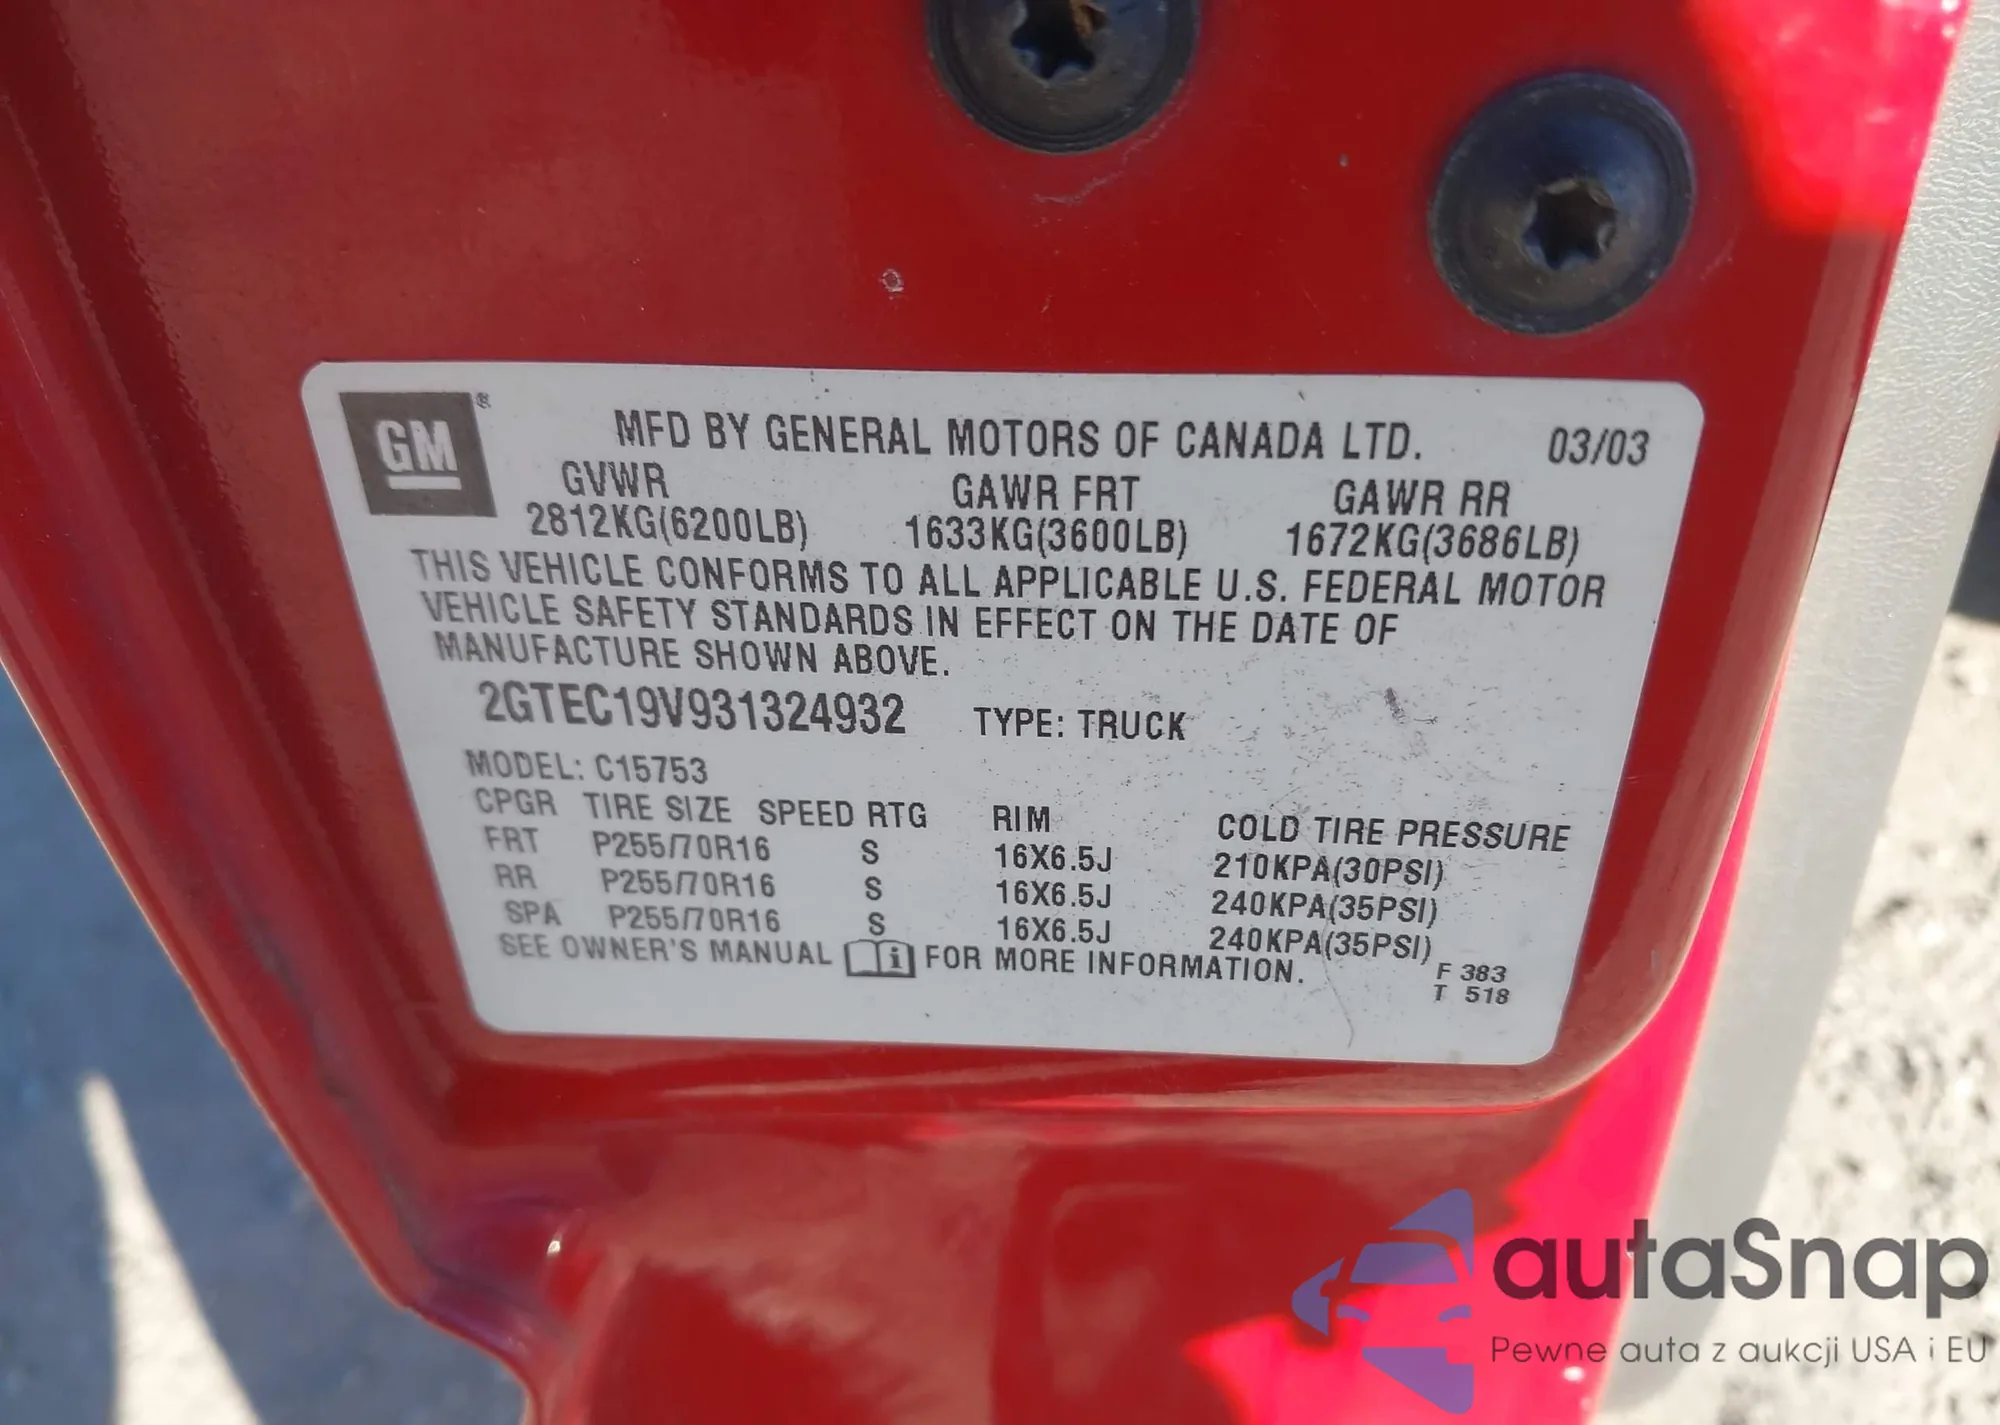 GM®
MFD BY GENERAL MOTORS OF CANADA LTD. 03/03
GVWR GAWR FRT GAWR RR
2812KG(6200LB) 1633KG(3600LB) 1672KG(3686LB)
THIS VEHICLE CONFORMS TO ALL APPLICABLE U.S. FEDERAL MOTOR
VEHICLE SAFETY STANDARDS IN EFFECT ON THE DATE OF
MANUFACTURE SHOWN ABOVE.
2GTEC19V931324932 TYPE: TRUCK
MODEL: C15753
CPGR TIRE SIZE SPEED RTG RIM COLD TIRE PRESSURE
FRT P255/70R16 S 16X6.5J 210KPA(30PSI)
RR P255/70R16 S 16X6.5J 240KPA(35PSI)
SPA P255/70R16 S 16X6.5J 240KPA(35PSI)
SEE OWNER'S MANUAL i FOR MORE INFORMATION.
F 383
T 518
autaSnap
Pewne auta z aukcji USA i EU